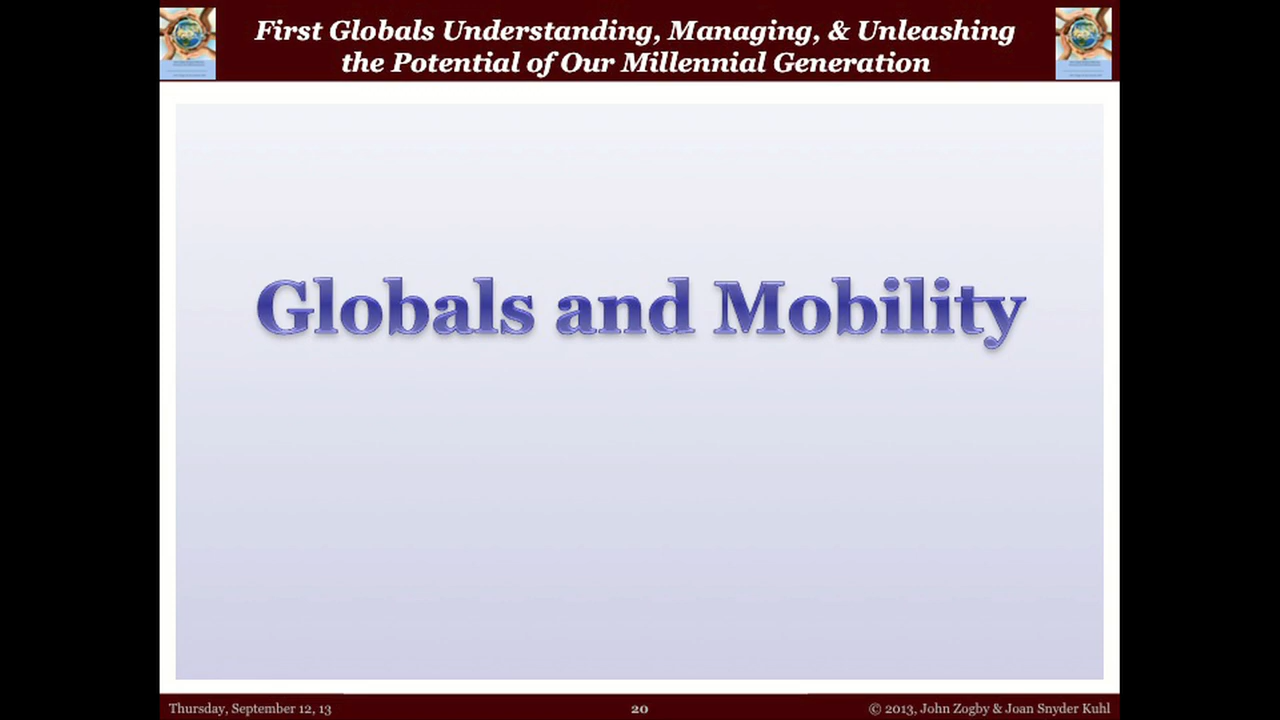 First Globals Understanding, Managing, & Unleashing
the Potential of Our Millennial Generation
Globals and Mobility
Thursday, September 12, 13
20
© 2013, John Zogby & Joan Snyder Kuhl